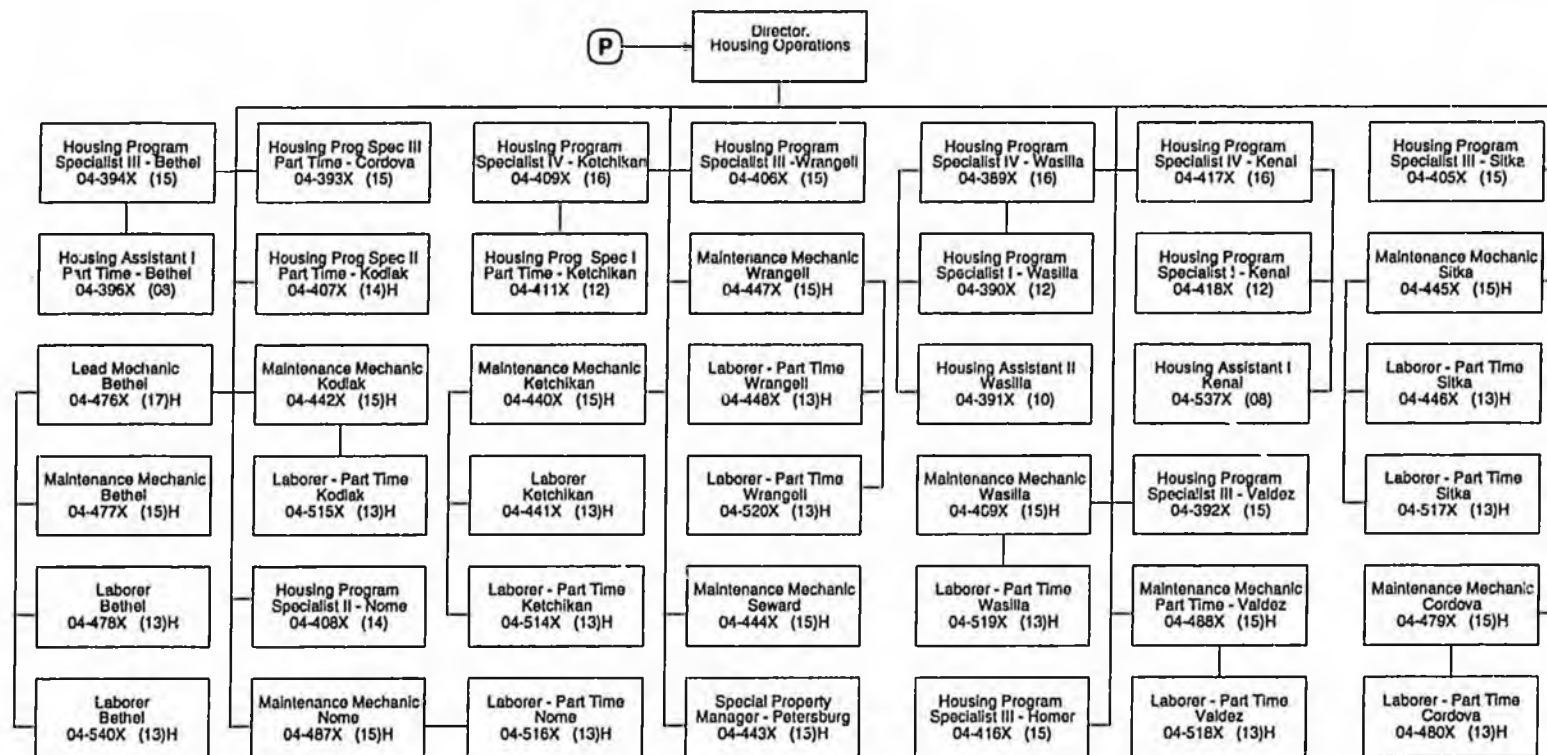 P
Director.
Housing Operations
Housing Program
Specialist III - Bethel
04-394X (15)
Housing Prog Spec III
Part Time - Cordova
04-393X (15)
Housing Program
Specialist IV - Ketchikan
04-409X (16)
Housing Program
Specialist III -Wrangell
04-406X (15)
Housing Program
Specialist IV - Wasilla
04-389X (16)
Housing Program
Specialist IV - Kenai
04-417X (16)
Housing Program
Specialist III - Sitka
04-405X (15)
Housing Assistant I
Part Time - Bethel
04-396X (08)
Housing Prog Spec II
Part Time - Kodiak
04-407X (14)H
Housing Prog Spec I
Part Time - Ketchikan
04-411X (12)
Maintenance Mechanic
Wrangell
04-447X (15)H
Housing Program
Specialist I - Wasilla
04-390X (12)
Housing Program
Specialist I - Kenai
04-418X (12)
Maintenance Mechanic
Sitka
04-445X (15)H
Lead Mechanic
Bethel
04-476X (17)H
Maintenance Mechanic
Kodiak
04-442X (15)H
Maintenance Mechanic
Ketchikan
04-440X (15)H
Laborer - Part Time
Wrangell
04-448X (13)H
Housing Assistant II
Wasilla
04-391X (10)
Housing Assistant I
Kenai
04-537X (08)
Laborer - Part Time
Sitka
04-446X (13)H
Maintenance Mechanic
Bethel
04-477X (15)H
Laborer - Part Time
Kodiak
04-515X (13)H
Laborer
Ketchikan
04-441X (13)H
Laborer - Part Time
Wrangell
04-520X (13)H
Maintenance Mechanic
Wasilla
(15)H
Housing Program
Specialist III - Valdez
04-392X (15)
Laborer - Part Time
Sitka
04-517X (13)H
Laborer
Bethel
04-478X (13)H
Housing Program
Specialist II - Nome
04-408X (14)
Laborer - Part Time
Ketchikan
04-514X (13)H
Maintenance Mechanic
Seward
04-444X (15)H
Laborer - Part Time
Wasilla
04-519X (13)H
Maintenance Mechanic
Part Time - Valdez
04-488X (15)H
Maintenance Mechanic
Cordova
04-479X (15)H
Laborer
Bethel
04-540X (13)H
Maintenance Mechanic
Nome
04-487X (15)H
Laborer - Part Time
Nome
04-516X (13)H
Special Property
Manager - Petersburg
04-443X (13)H
Housing Program
Specialist III - Homer
04-416X (15)
Laborer - Part Time
Valdez
04-518X (13)H
Laborer - Part Time
Cordova
04-480X (13)H